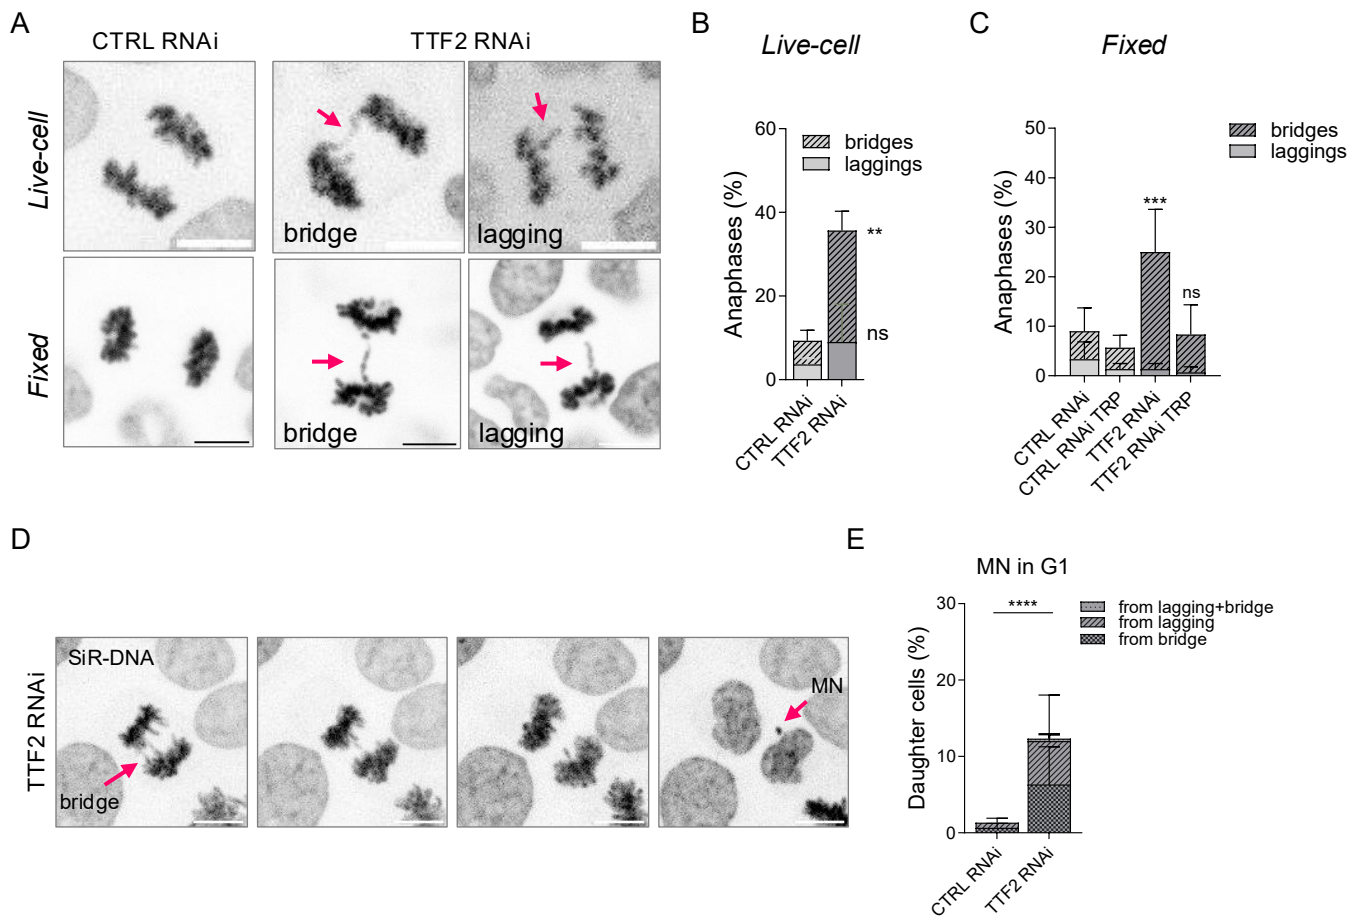 A
CTRL RNAi
TTF2 RNAi
Live-cell
bridge
lagging
Fixed
bridge
lagging
B
Live-cell
60
40
20
0
Anaphases (%)
bridges
laggings
**
ns
CTRL RNAi
TTF2 RNAi
C
Fixed
50
40
30
20
10
0
Anaphases (%)
bridges
laggings
***
ns
CTRL RNAi
CTRL RNAi TRP
TTF2 RNAi
TTF2 RNAi TRP
D
TTF2 RNAi
SiR-DNA
bridge
MN
E
MN in G1
30
20
10
0
Daughter cells (%)
****
from lagging+bridge
from lagging
from bridge
CTRL RNAi
TTF2 RNAi